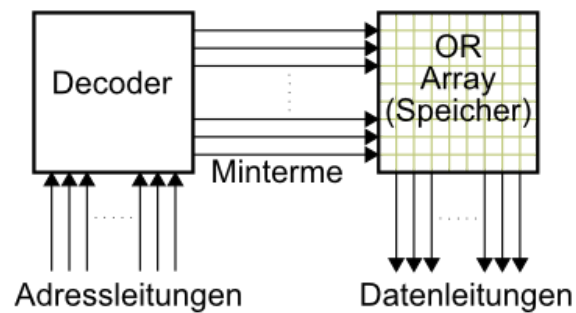 Decoder
OR
Array
(Speicher)
Minterme
Adressleitungen
Datenleitungen